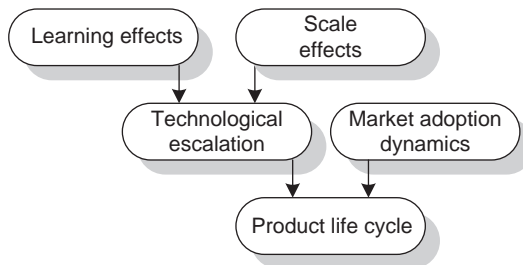 Learning effects
Scale
effects
Technological
escalation
Market adoption
dynamics
Product life cycle